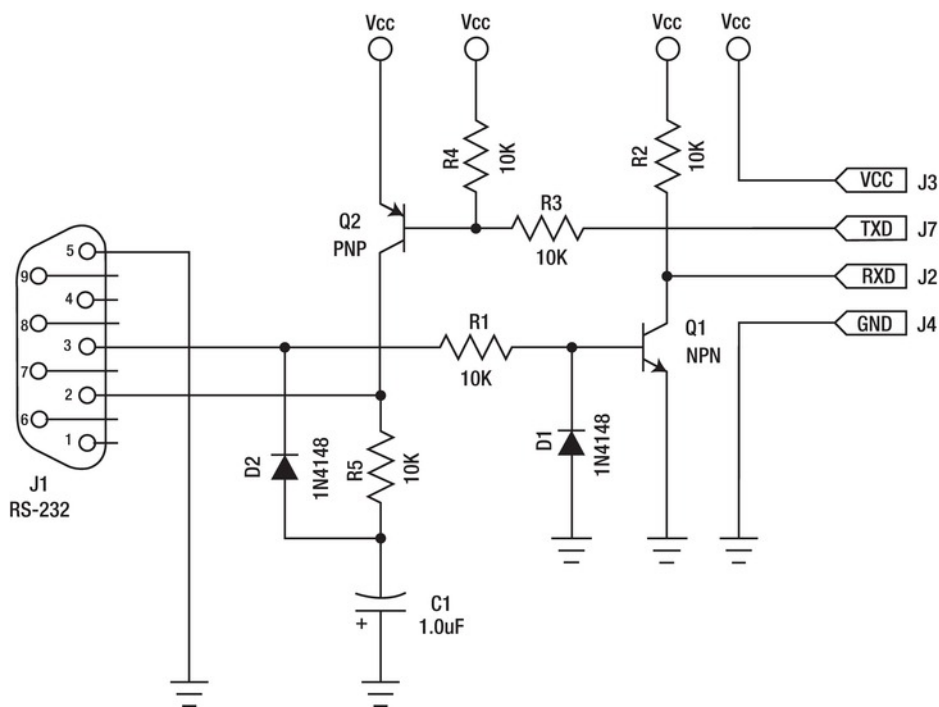 Vcc
Vcc
Vcc
Vcc
R4
10K
R2
10K
VCC
J3
Q2
PNP
R3
10K
TXD
J7
RXD
J2
GND
J4
5
9
4
8
3
7
2
6
1
J1
RS-232
R1
10K
Q1
NPN
D2
1N4148
R5
10K
D1
1N4148
C1
1.0uF
+